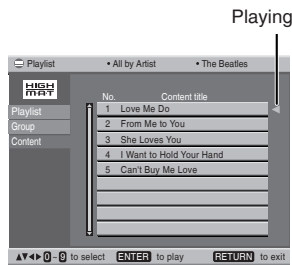 Playing
Playlist • All by Artist • The Beatles
HIGH
MAT
No. Content title
Playlist
Group
Content
1 Love Me Do
2 From Me to You
3 She Loves You
4 I Want to Hold Your Hand
5 Can't Buy Me Love
▲▼◀▶ 0 – 9 to select ENTER to play RETURN to exit